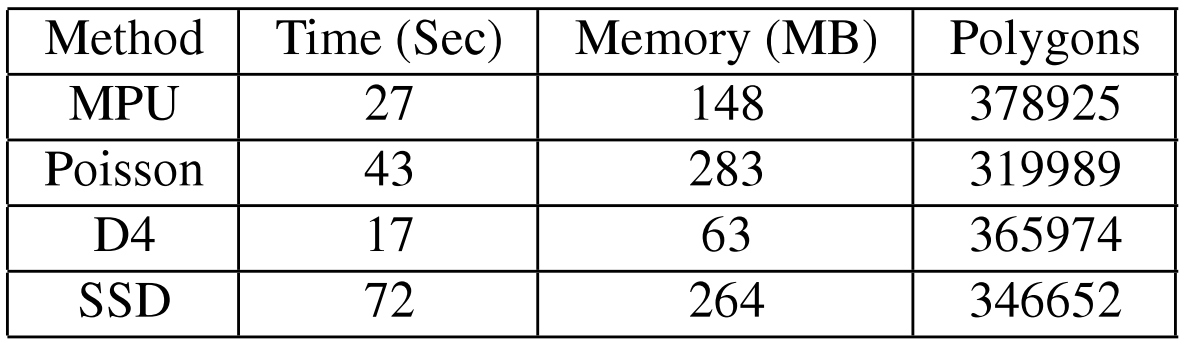 Method Time (Sec) Memory (MB) Polygons
MPU 27 148 378925
Poisson 43 283 319989
D4 17 63 365974
SSD 72 264 346652